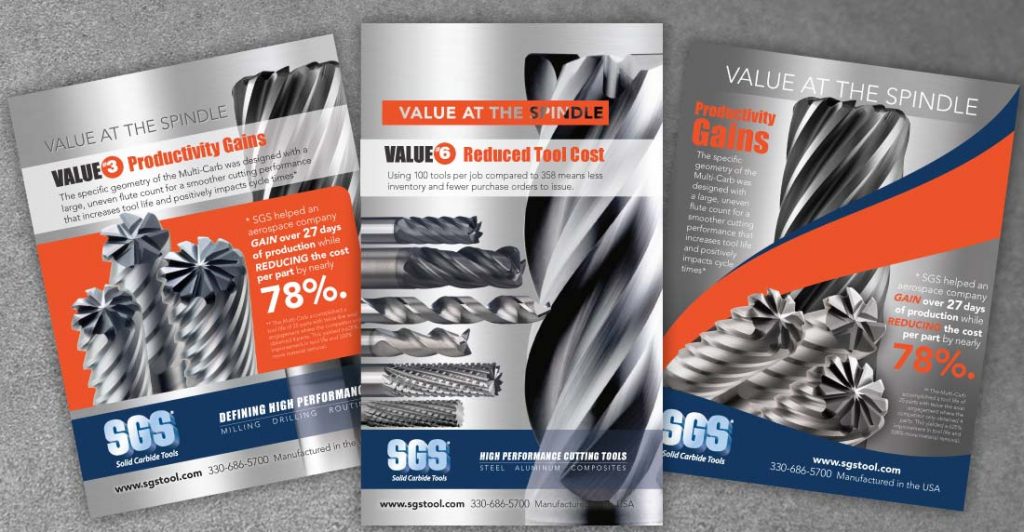 VALUE AT THE SPINDLE
VALUE #3 Productivity Gains
The specific geometry of the Multi-Carb was designed with a
large, uneven flute count for a smoother cutting performance
that increases tool life and positively impacts cycle times*
* SGS helped an
aerospace company
GAIN over 27 days
of production while
REDUCING the cost
per part by nearly
78%.
SGS
Solid Carbide Tools
DEFINING HIGH PERFORMANC
MILLING DRILLING ROUTI
www.sgstool.com 330-686-5700 Manufactured in the
VALUE AT THE SPINDLE
VALUE #6 Reduced Tool Cost
Using 100 tools per job compared to 358 means less
inventory and fewer purchase orders to issue.
SGS
Solid Carbide Tools
HIGH PERFORMANCE CUTTING TOOLS
STEEL ALUMINUM COMPOSITES
www.sgstool.com 330-686-5700 Manufactured in the USA
VALUE AT THE SPINDLE
Productivity
Gains
The specific
geometry of the
Multi-Carb was
designed with
a large, uneven
flute count for a
smoother cutting
performance that
increases tool life
and positively
impacts cycle
times*
* SGS helped an
aerospace company
GAIN over 27 days
of production while
REDUCING the cost
per part by nearly
78%.
SGS
Solid Carbide Tools
www.sgstool.com
330-686-5700 Manufactured in the USA